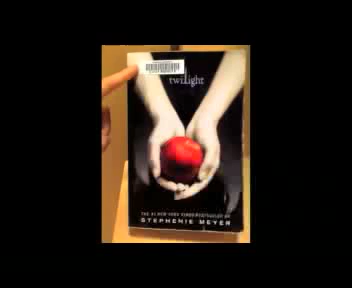 twilight
THE #1 NEW YORK TIMES BESTSELLER BY
STEPHENIE MEYER